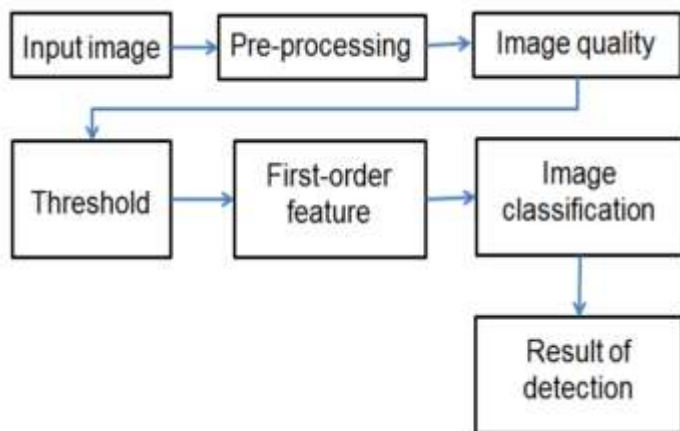 Input image
Pre-processing
Image quality
Threshold
First-order
feature
Image
classification
Result of
detection